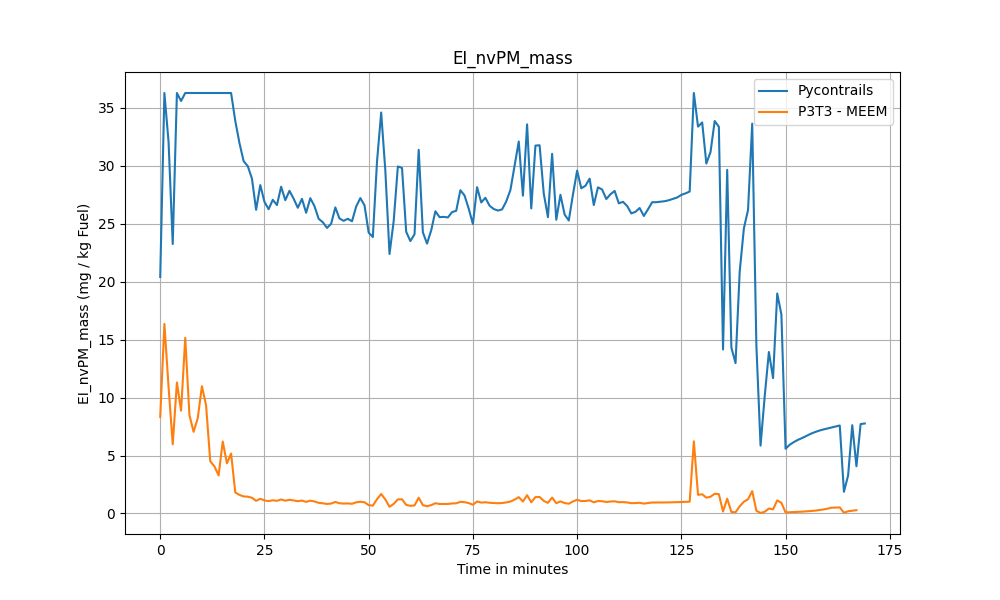 EI_nvPM_mass
Pycontrails
P3T3 - MEEM
EI_nvPM_mass (mg / kg Fuel)
35
30
25
20
15
10
5
0
0 25 50 75 100 125 150 175
Time in minutes